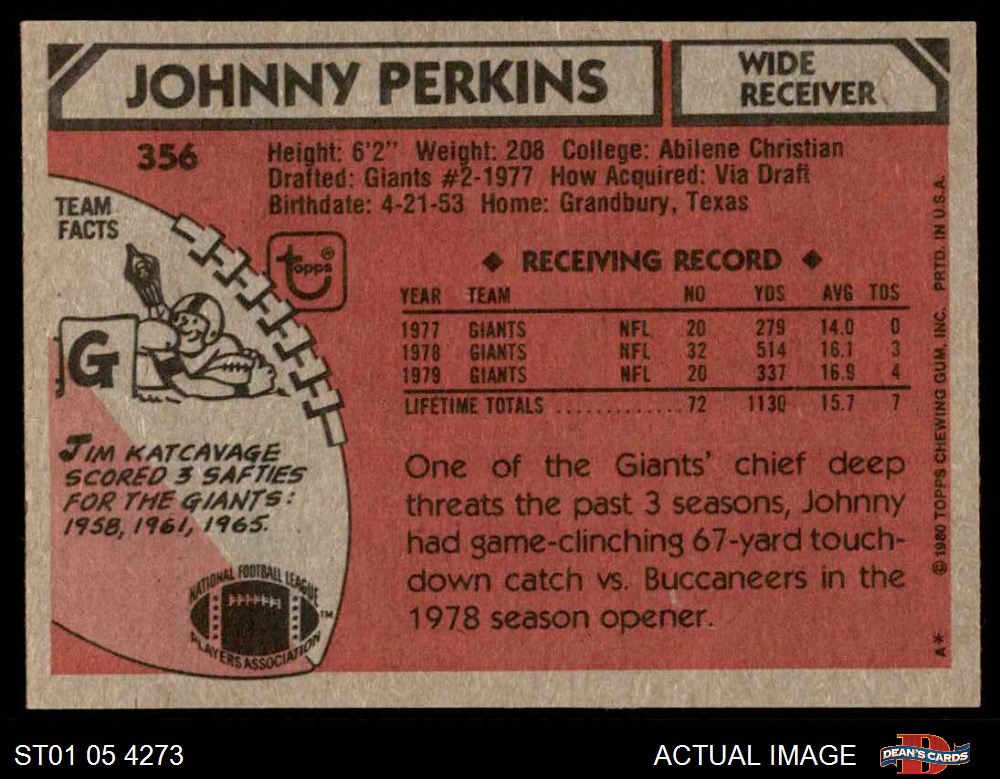 JOHNNY PERKINS
WIDE
RECEIVER
356
Height: 6'2" Weight: 208 College: Abilene Christian
Drafted: Giants #2-1977 How Acquired: Via Draft
Birthdate: 4-21-53 Home: Grandbury, Texas
TEAM
FACTS
topps®
G
JIM KATCAVAGE
SCORED 3 SAFTIES
FOR THE GIANTS:
1958, 1961, 1965.
NATIONAL FOOTBALL LEAGUE
PLAYERS ASSOCIATION
TM
◆ RECEIVING RECORD ◆
YEAR TEAM NO YDS AVG TDS
1977 GIANTS NFL 20 279 14.0 0
1978 GIANTS NFL 32 514 16.1 3
1979 GIANTS NFL 20 337 16.9 4
LIFETIME TOTALS ............. 72 1130 15.7 7
One of the Giants' chief deep
threats the past 3 seasons, Johnny
had game-clinching 67-yard touch-
down catch vs. Buccaneers in the
1978 season opener.
A* © 1980 TOPPS CHEWING GUM, INC. PRTD. IN U.S.A.
ST01 05 4273
ACTUAL IMAGE
D
DEAN'S CARDS